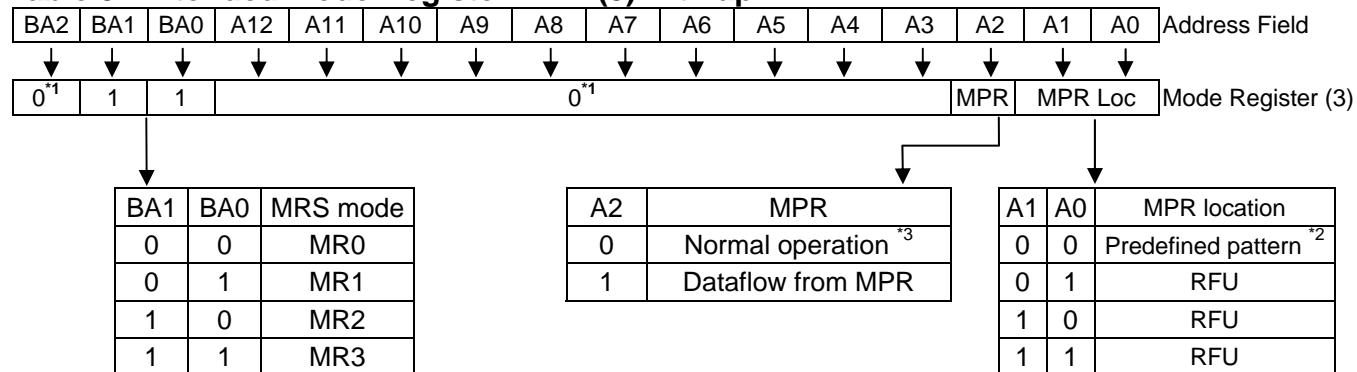 BA2 BA1 BA0 A12 A11 A10 A9 A8 A7 A6 A5 A4 A3 A2 A1 A0 Address Field
0*1 1 1 0*1 MPR MPR Loc Mode Register (3)
BA1 BA0 MRS mode
0 0 MR0
0 1 MR1
1 0 MR2
1 1 MR3
A2 MPR
0 Normal operation *3
1 Dataflow from MPR
A1 A0 MPR location
0 0 Predefined pattern *2
0 1 RFU
1 0 RFU
1 1 RFU